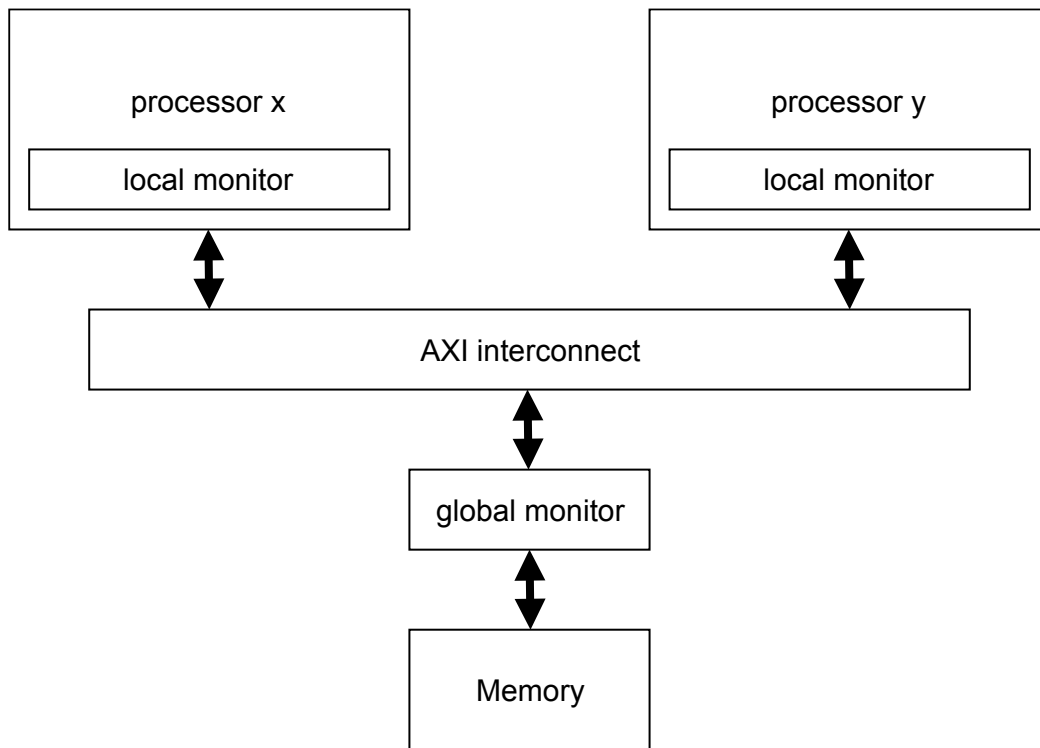 processor x
processor y
local monitor
local monitor
AXI interconnect
global monitor
Memory